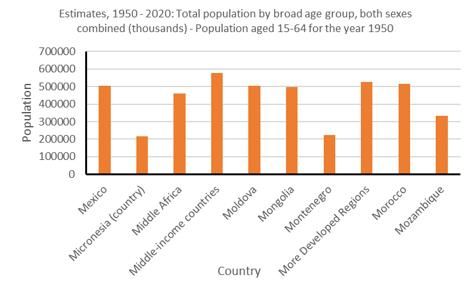 Estimates, 1950 - 2020: Total population by broad age group, both sexes
combined (thousands) - Population aged 15-64 for the year 1950
700000
600000
500000
400000
300000
200000
100000
0
Population
Mexico
Micronesia (country)
Middle Africa
Middle-income countries
Moldova
Mongolia
Montenegro
More Developed Regions
Morocco
Mozambique
Country